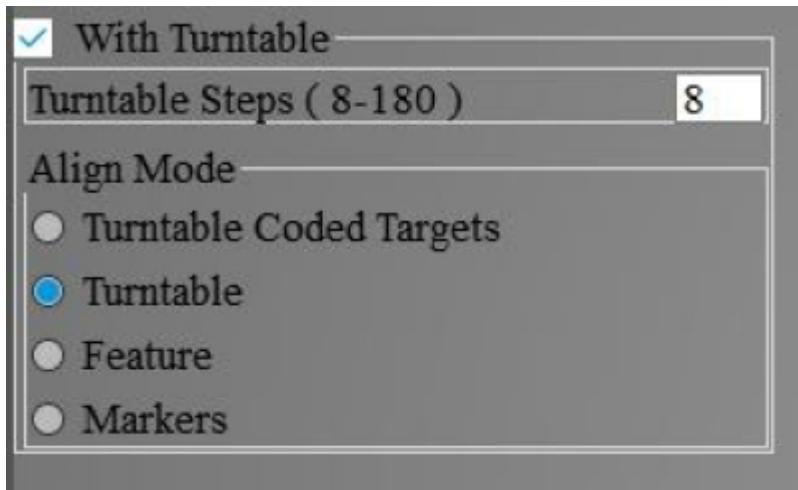 With Turntable
Turntable Steps ( 8-180 ) 8
Align Mode
Turntable Coded Targets
Turntable
Feature
Markers